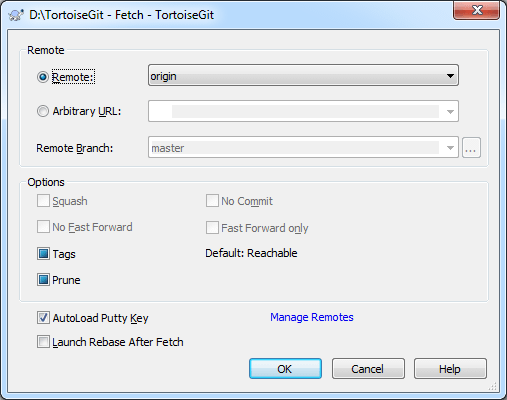 D:\TortoiseGit - Fetch - TortoiseGit
Remote
Remote:
origin
Arbitrary URL:
Remote Branch:
master
...
Options
Squash
No Commit
No Fast Forward
Fast Forward only
Tags
Default: Reachable
Prune
AutoLoad Putty Key
Manage Remotes
Launch Rebase After Fetch
OK
Cancel
Help